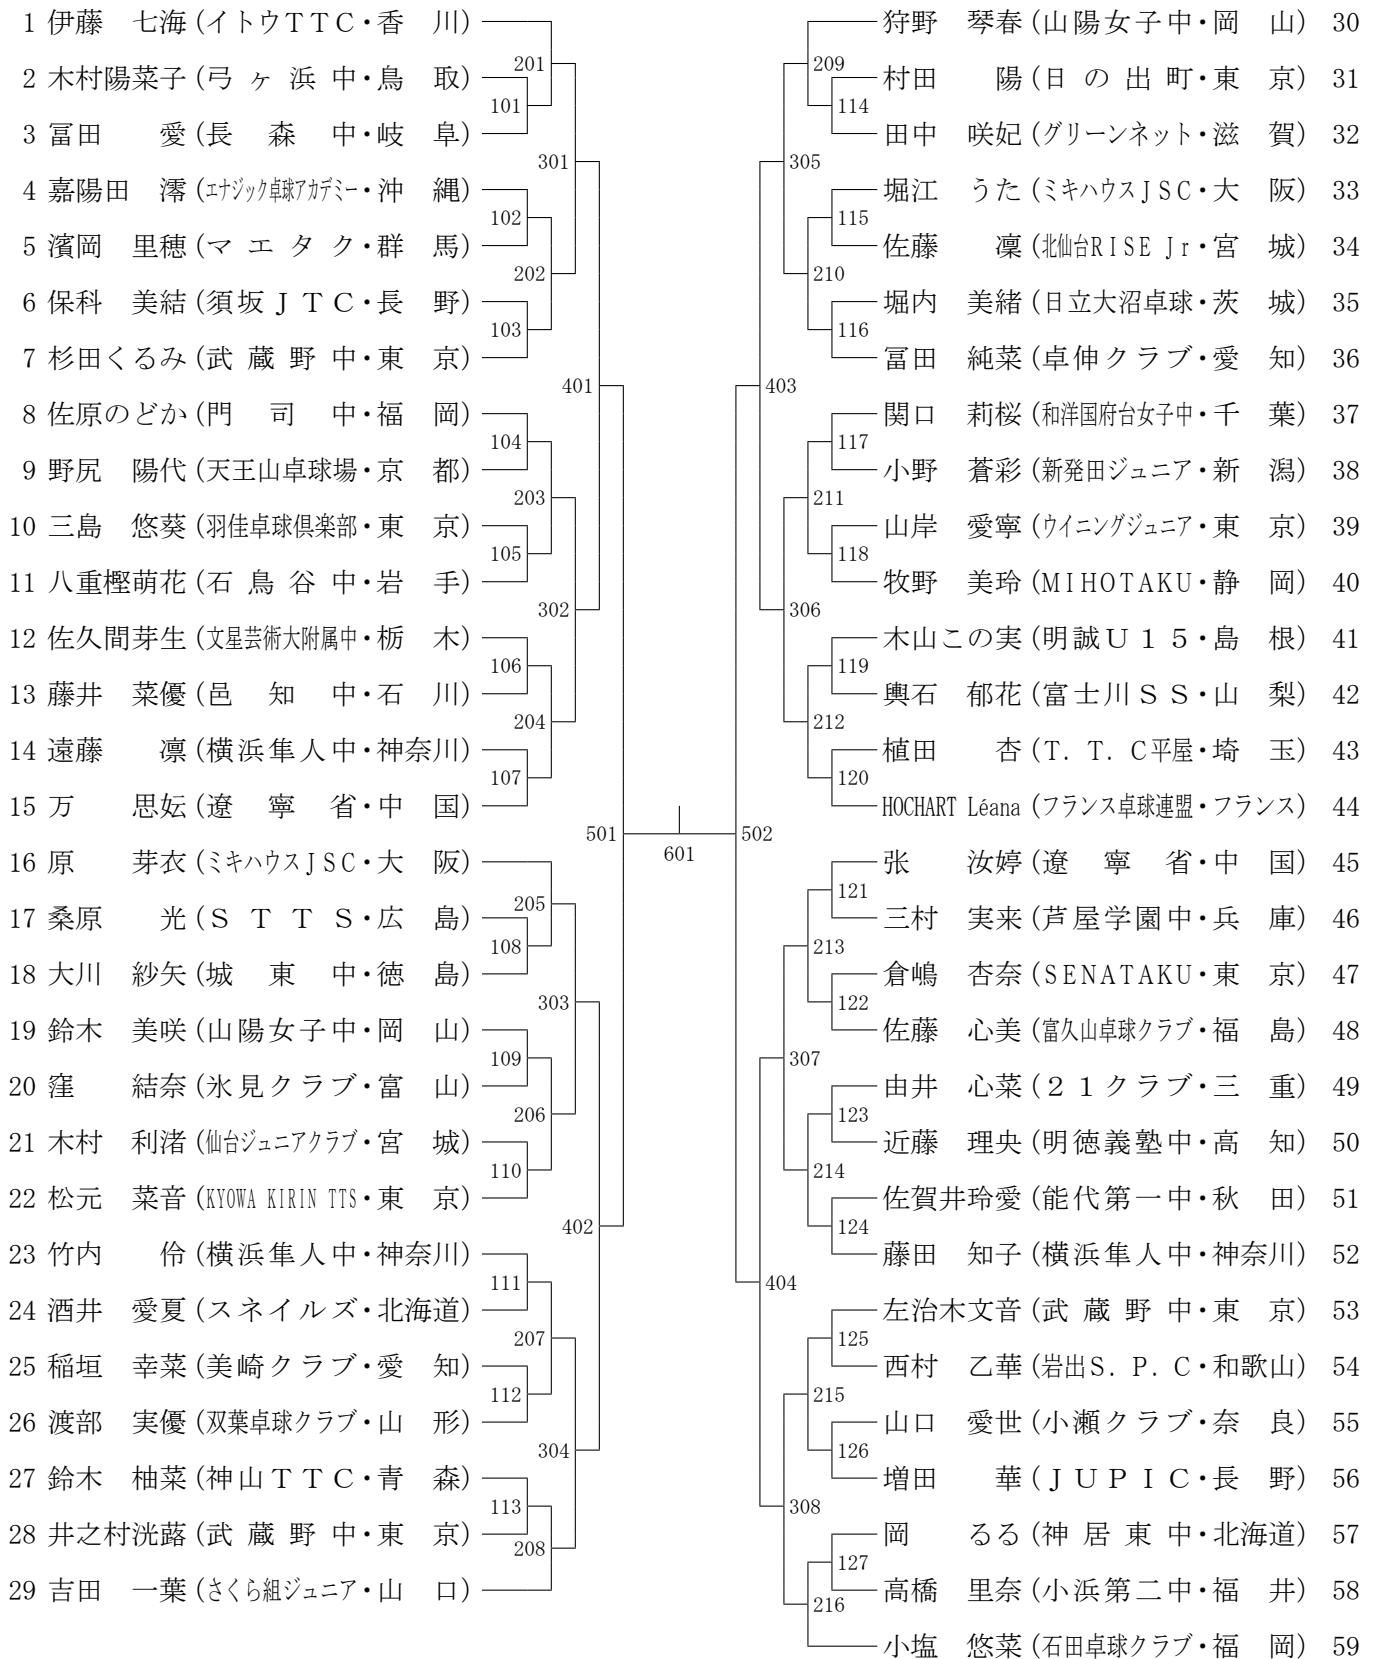 1 伊藤　七海 (イトウTTC・香　川)
201
2 木村陽菜子 (弓ヶ浜中・鳥　取)
101
3 冨田　　愛 (長森中・岐　阜)
301
4 嘉陽田　澪 (エナジック卓球アカデミー・沖　縄)
102
5 濱岡　里穂 (マエタク・群　馬)
202
6 保科　美結 (須坂JTC・長　野)
103
7 杉田くるみ (武蔵野中・東　京)
401
8 佐原のどか (門司中・福　岡)
104
9 野尻　陽代 (天王山卓球場・京　都)
203
10 三島　悠葵 (羽佳卓球倶楽部・東　京)
105
11 八重樫萌花 (石鳥谷中・岩　手)
302
12 佐久間芽生 (文星芸術大附属中・栃　木)
106
13 藤井　菜優 (邑知中・石　川)
204
14 遠藤　　凛 (横浜隼人中・神奈川)
107
15 万　　思妘 (遼寧省・中　国)
501
601
16 原　　芽衣 (ミキハウスJSC・大　阪)
205
17 桑原　　光 (STTS・広　島)
108
18 大川　紗矢 (城東中・徳　島)
303
19 鈴木　美咲 (山陽女子中・岡　山)
109
20 窪　　結奈 (氷見クラブ・富　山)
206
21 木村　利渚 (仙台ジュニアクラブ・宮　城)
110
22 松元　菜音 (KYOWA KIRIN TTS・東　京)
402
23 竹内　　伶 (横浜隼人中・神奈川)
111
24 酒井　愛夏 (スネイルズ・北海道)
207
25 稲垣　幸菜 (美崎クラブ・愛　知)
112
26 渡部　実優 (双葉卓球クラブ・山　形)
304
27 鈴木　柚菜 (神山TTC・青　森)
113
28 井之村洸蕗 (武蔵野中・東　京)
208
29 吉田　一葉 (さくら組ジュニア・山　口)
狩野　琴春 (山陽女子中・岡　山) 30
209
村田　　陽 (日の出町・東　京) 31
114
田中　咲妃 (グリーンネット・滋　賀) 32
305
堀江　うた (ミキハウスJSC・大　阪) 33
115
佐藤　　凜 (北仙台RISE Jr・宮　城) 34
210
堀内　美緒 (日立大沼卓球・茨　城) 35
116
冨田　純菜 (卓伸クラブ・愛　知) 36
403
関口　莉桜 (和洋国府台女子中・千　葉) 37
117
小野　蒼彩 (新発田ジュニア・新　潟) 38
211
山岸　愛寧 (ウイニングジュニア・東　京) 39
118
牧野　美玲 (MIHOTAKU・静　岡) 40
306
木山この実 (明誠U15・島　根) 41
119
輿石　郁花 (富士川SS・山　梨) 42
212
植田　　杏 (T. T. C平屋・埼　玉) 43
120
HOCHART Léana (フランス卓球連盟・フランス) 44
502
张　　汝婷 (遼寧省・中　国) 45
121
三村　実来 (芦屋学園中・兵　庫) 46
213
倉嶋　杏奈 (SENATAKU・東　京) 47
122
佐藤　心美 (富久山卓球クラブ・福　島) 48
307
由井　心菜 (21クラブ・三　重) 49
123
近藤　理央 (明徳義塾中・高　知) 50
214
佐賀井玲愛 (能代第一中・秋　田) 51
124
藤田　知子 (横浜隼人中・神奈川) 52
404
左治木文音 (武蔵野中・東　京) 53
125
西村　乙華 (岩出S. P. C・和歌山) 54
215
山口　愛世 (小瀬クラブ・奈　良) 55
126
増田　　華 (JUPIC・長　野) 56
308
岡　　るる (神居東中・北海道) 57
127
高橋　里奈 (小浜第二中・福　井) 58
216
小塩　悠菜 (石田卓球クラブ・福　岡) 59